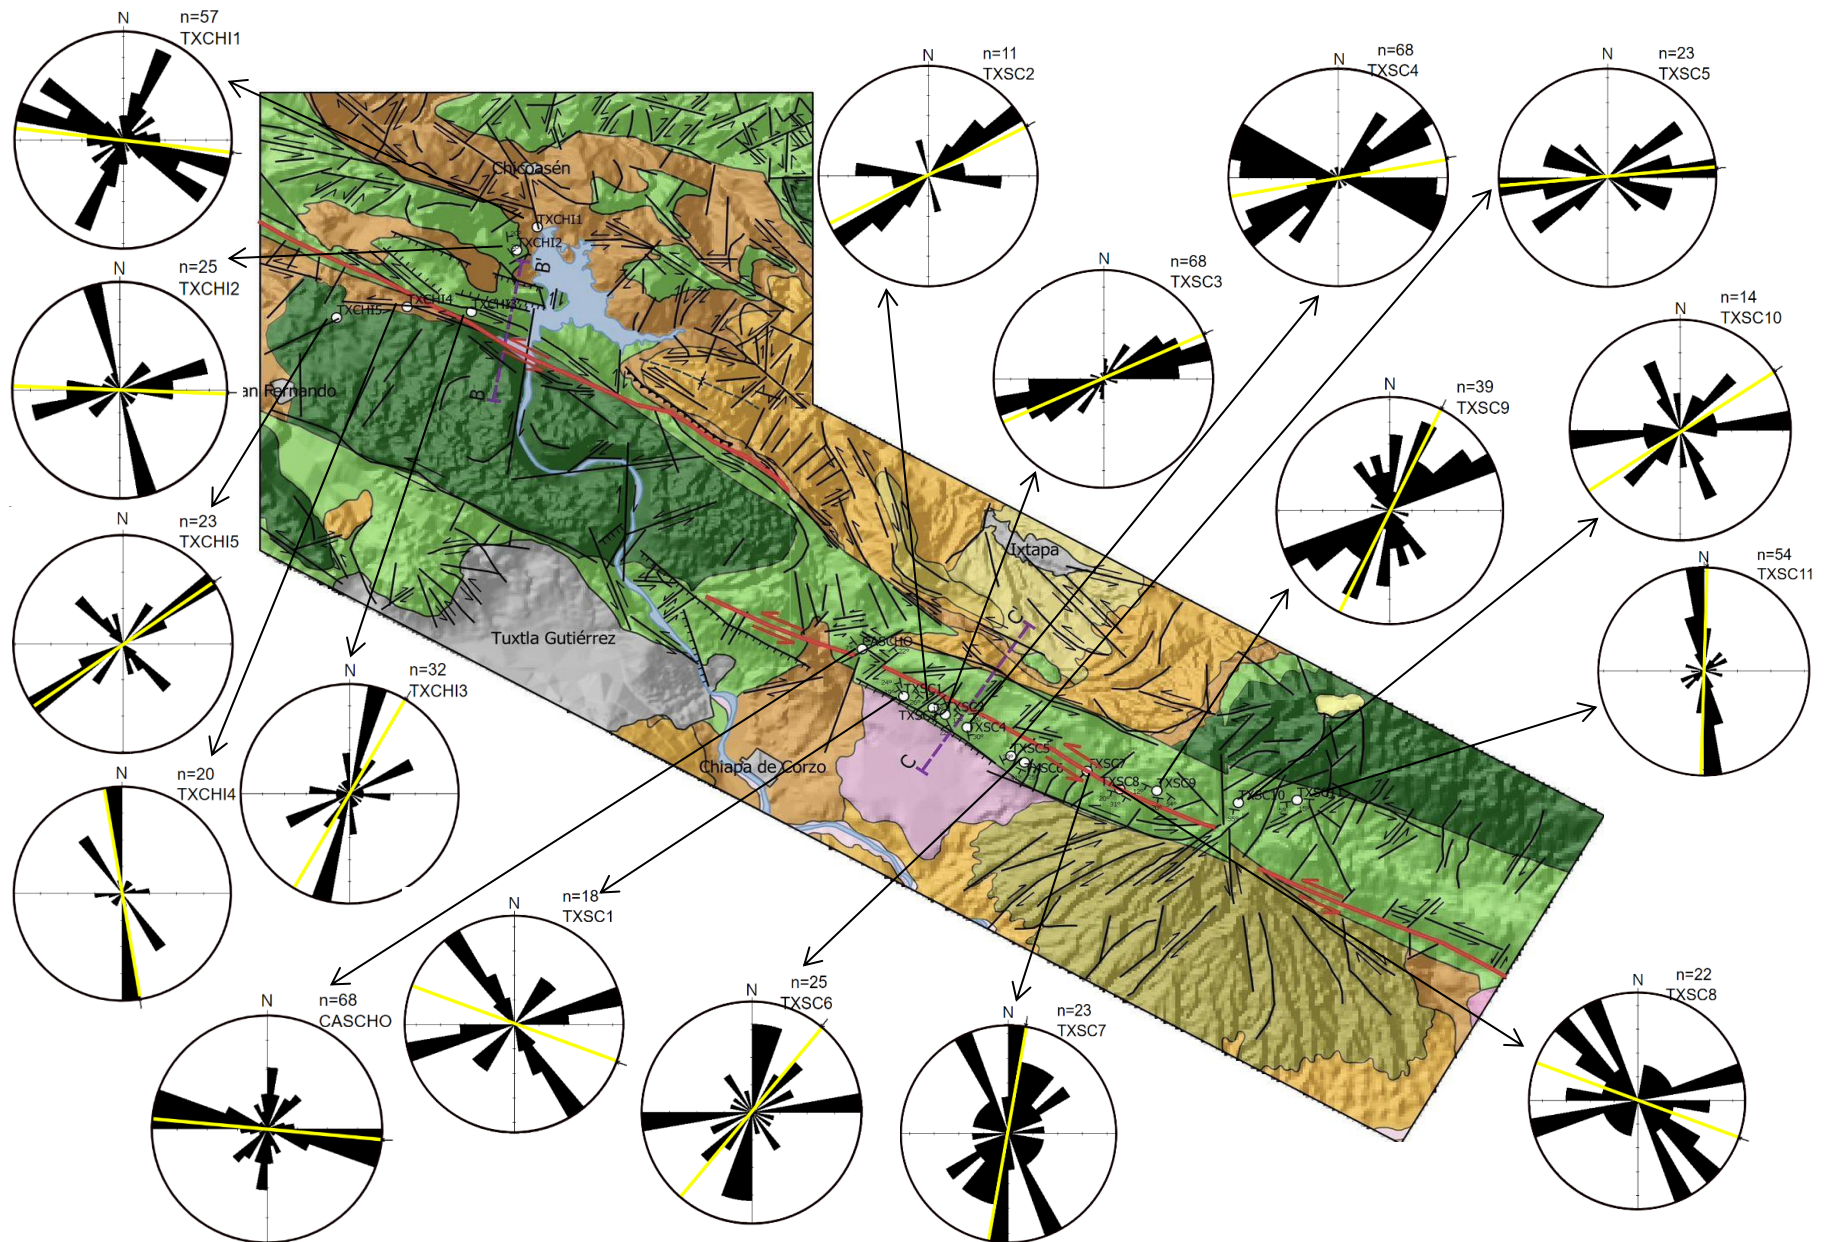 N
n=57
TXCHI1
N
n=25
TXCHI2
N
n=23
TXCHI5
N
n=32
TXCHI3
N
n=20
TXCHI4
N
n=68
CASCHO
N
n=18
TXSC1
N
n=25
TXSC6
N
n=23
TXSC7
N
n=22
TXSC8
N
n=11
TXSC2
N
n=68
TXSC3
N
n=68
TXSC4
N
n=23
TXSC5
N
n=14
TXSC10
N
n=39
TXSC9
N
n=54
TXSC11
Chicoasén
TXCHI1
TXCHI2
B'
TXCHI4
TXCHI5
B
an Fernando
Ixtapa
Tuxtla Gutiérrez
C'
CASCHO
TXSC1
TXSC3
TXSC4
C
TXSC5
TXSC6
TXSC7
TXSC8
TXSC9
TXSC10
Chiapa de Corzo